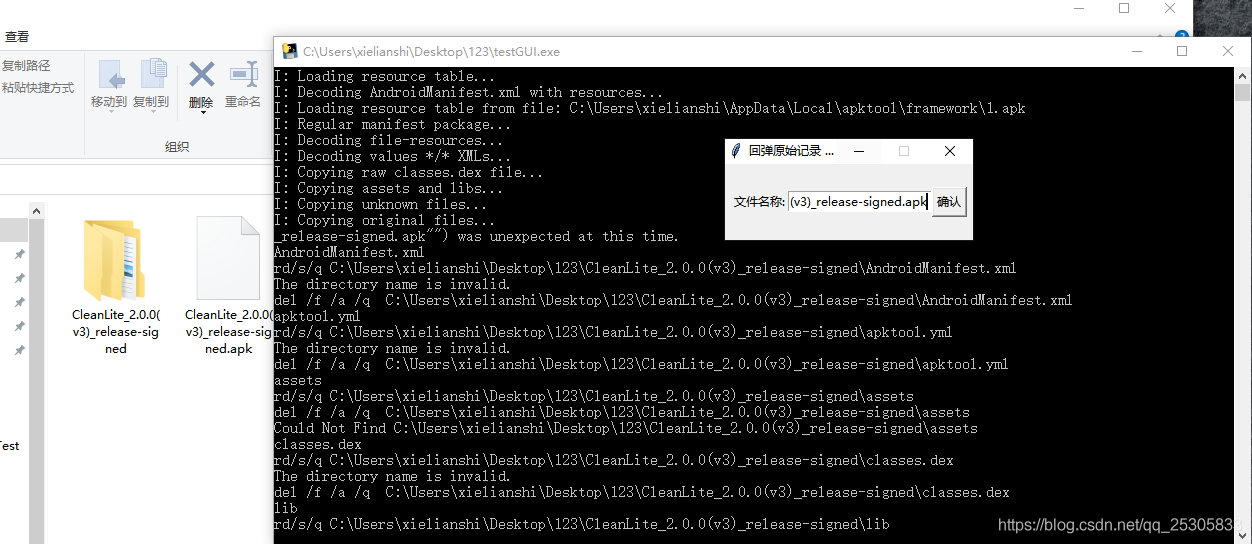 查看
复制路径
粘贴快捷方式
移动到 复制到 删除 重命名
组织
CleanLite_2.0.0(
v3)_release-sig
ned
CleanLite_2.0.0(
v3)_release-sig
ned.apk
Test
C:\Users\xielianshi\Desktop\123\testGUI.exe
I: Loading resource table...
I: Decoding AndroidManifest.xml with resources...
I: Loading resource table from file: C:\Users\xielianshi\AppData\Local\apktool\framework\1.apk
I: Regular manifest package...
I: Decoding file-resources...
I: Decoding values */* XMLs...
I: Copying raw classes.dex file...
I: Copying assets and libs...
I: Copying unknown files...
I: Copying original files...
_release-signed.apk"") was unexpected at this time.
AndroidManifest.xml
rd/s/q C:\Users\xielianshi\Desktop\123\CleanLite_2.0.0(v3)_release-signed\AndroidManifest.xml
The directory name is invalid.
del /f /a /q  C:\Users\xielianshi\Desktop\123\CleanLite_2.0.0(v3)_release-signed\AndroidManifest.xml
apktool.yml
rd/s/q C:\Users\xielianshi\Desktop\123\CleanLite_2.0.0(v3)_release-signed\apktool.yml
The directory name is invalid.
del /f /a /q  C:\Users\xielianshi\Desktop\123\CleanLite_2.0.0(v3)_release-signed\apktool.yml
assets
rd/s/q C:\Users\xielianshi\Desktop\123\CleanLite_2.0.0(v3)_release-signed\assets
del /f /a /q  C:\Users\xielianshi\Desktop\123\CleanLite_2.0.0(v3)_release-signed\assets
Could Not Find C:\Users\xielianshi\Desktop\123\CleanLite_2.0.0(v3)_release-signed\assets
classes.dex
rd/s/q C:\Users\xielianshi\Desktop\123\CleanLite_2.0.0(v3)_release-signed\classes.dex
The directory name is invalid.
del /f /a /q  C:\Users\xielianshi\Desktop\123\CleanLite_2.0.0(v3)_release-signed\classes.dex
lib
rd/s/q C:\Users\xielianshi\Desktop\123\CleanLite_2.0.0(v3)_release-signed\lib
回弹原始记录 ...
文件名称: (v3)_release-signed.apk 确认
https://blog.csdn.net/qq_25305833